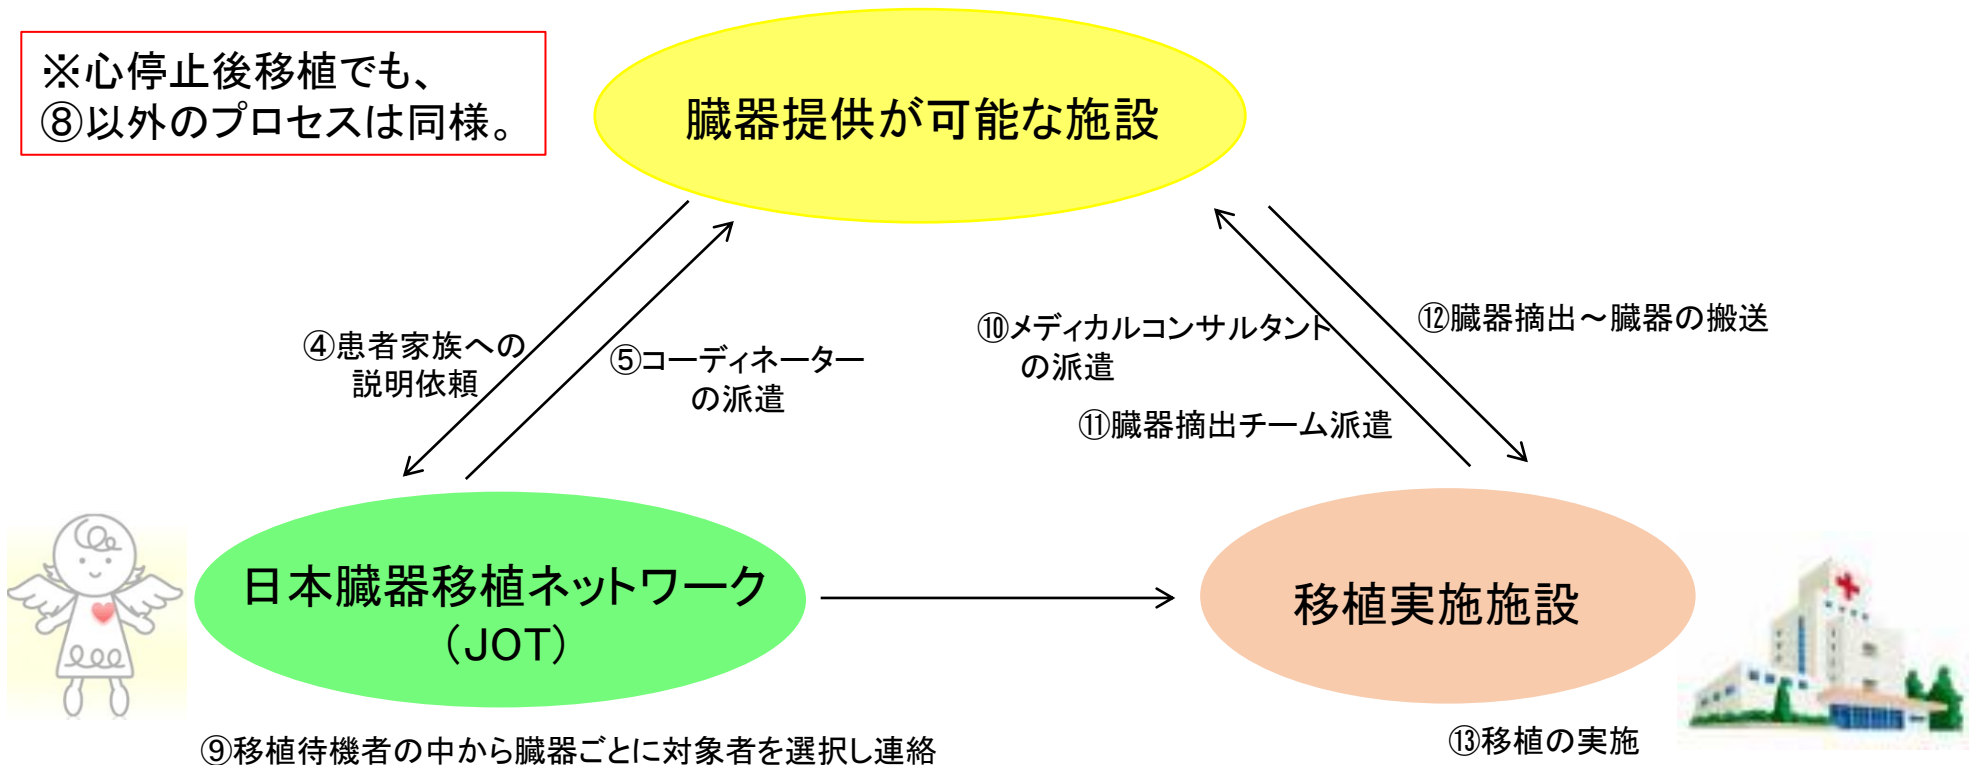 ※心停止後移植でも、
⑧以外のプロセスは同様。
臓器提供が可能な施設
④患者家族への
説明依頼
⑤コーディネーター
の派遣
⑩メディカルコンサルタント
の派遣
⑪臓器摘出チーム派遣
⑫臓器摘出～臓器の搬送
日本臓器移植ネットワーク
（JOT）
移植実施施設
⑨移植待機者の中から臓器ごとに対象者を選択し連絡
⑬移植の実施